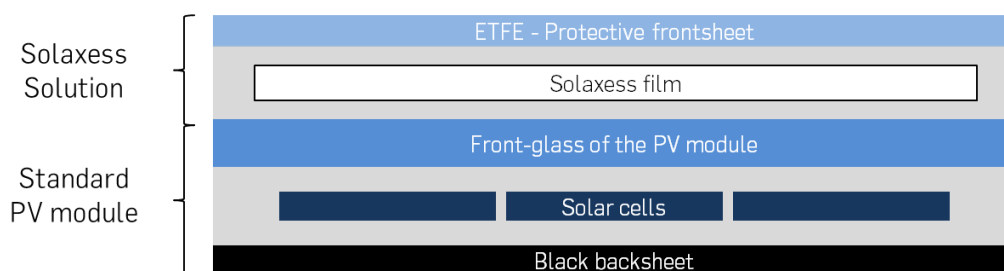 Solaxess
Solution
ETFE - Protective frontsheet
Solaxess film
Standard
PV module
Front-glass of the PV module
Solar cells
Black backsheet